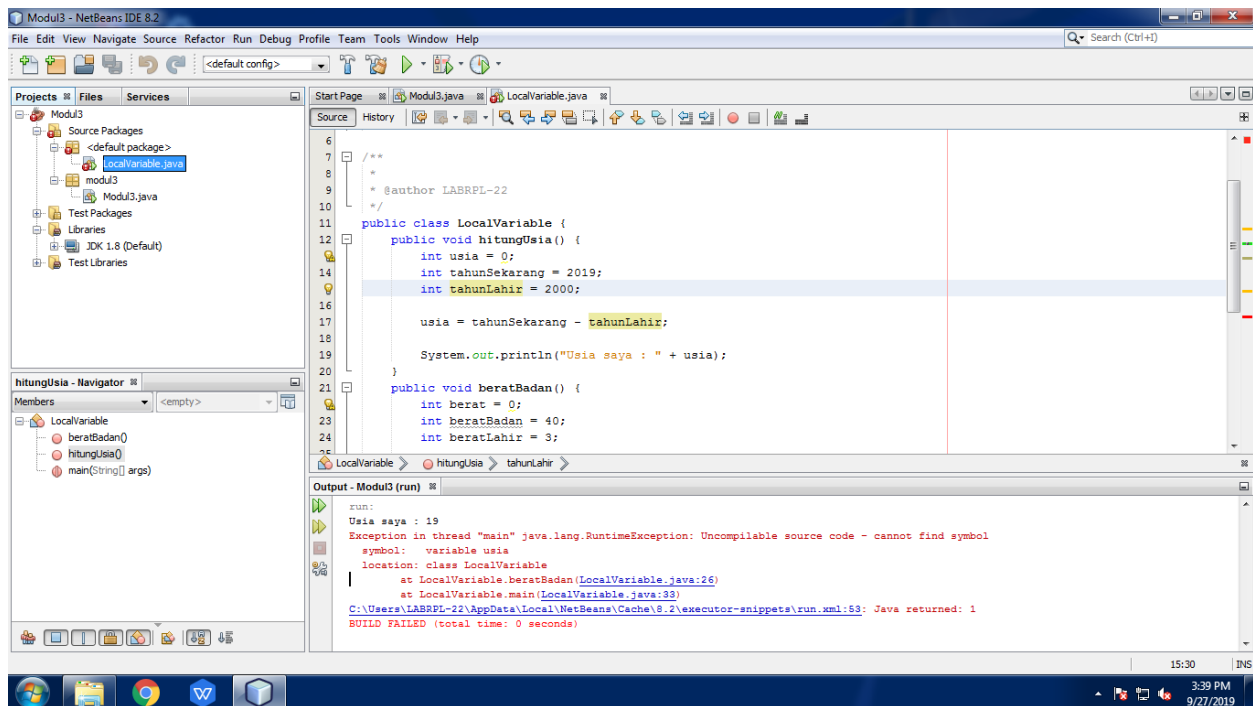 Modul3 - NetBeans IDE 8.2
File Edit View Navigate Source Refactor Run Debug Profile Team Tools Window Help
Search (Ctrl+I)
<default config>
Projects Files Services
Start Page Modul3.java LocalVariable.java
Source History
Modul3
Source Packages
<default package>
LocalVariable.java
modul3
Modul3.java
Test Packages
Libraries
JDK 1.8 (Default)
Test Libraries
6
7 /**
8 *
9 * @author LABRPL-22
10 */
11 public class LocalVariable {
12 public void hitungUsia() {
int usia = 0;
14 int tahunSekarang = 2019;
int tahunLahir = 2000;
16
17 usia = tahunSekarang - tahunLahir;
18
19 System.out.println("Usia saya : " + usia);
20 }
21 public void beratBadan() {
int berat = 0;
23 int beratBadan = 40;
24 int beratLahir = 3;
25
LocalVariable hitungUsia tahunLahir
hitungUsia - Navigator
Members <empty>
LocalVariable
beratBadan()
hitungUsia()
main(String[] args)
Output - Modul3 (run)
run:
Usia saya : 19
Exception in thread "main" java.lang.RuntimeException: Uncompilable source code - cannot find symbol
symbol: variable usia
location: class LocalVariable
at LocalVariable.beratBadan(LocalVariable.java:26)
at LocalVariable.main(LocalVariable.java:33)
C:\Users\LABRPL-22\AppData\Local\NetBeans\Cache\8.2\executor-snippets\run.xml:53: Java returned: 1
BUILD FAILED (total time: 0 seconds)
15:30 INS
3:39 PM
9/27/2019